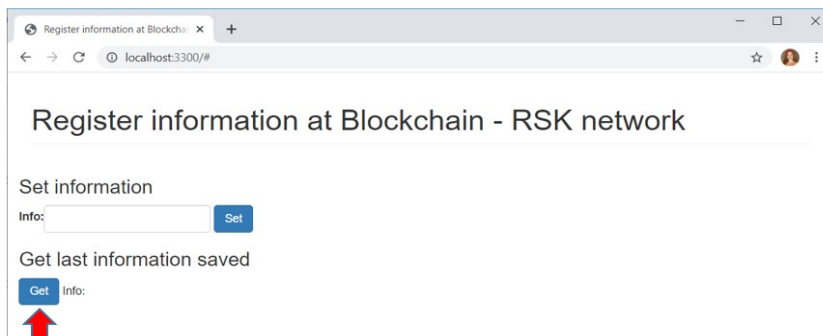 Register information at Blockcha
localhost:3300/#
Register information at Blockchain - RSK network
Set information
Info: Set
Get last information saved
Get Info: